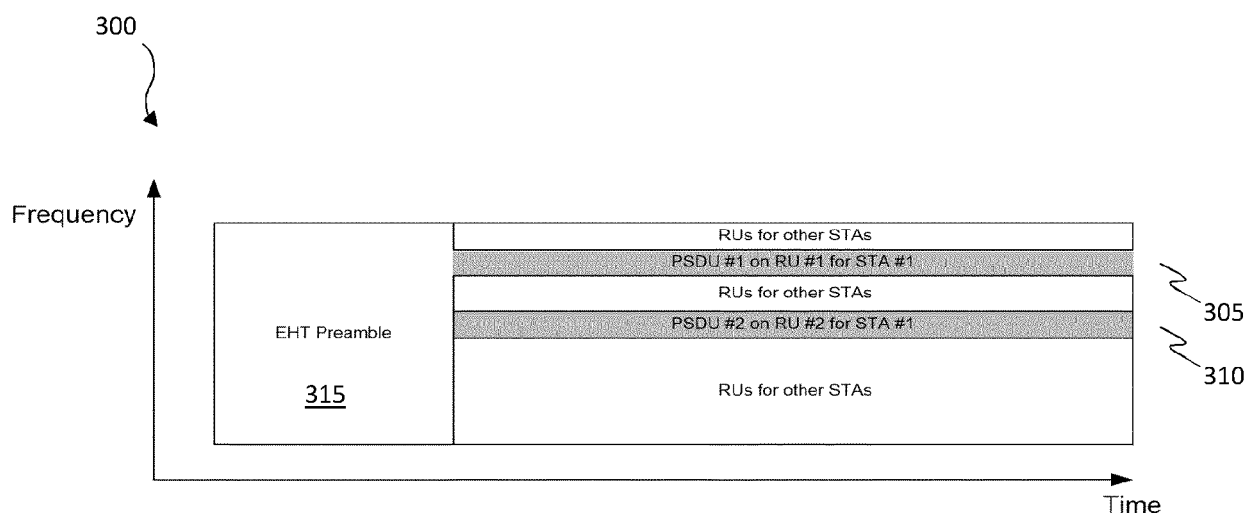 300
Frequency
RUs for other STAs
PSDU #1 on RU #1 for STA #1
RUs for other STAs
305
PSDU #2 on RU #2 for STA #1
EHT Preamble
310
315
RUs for other STAs
Time